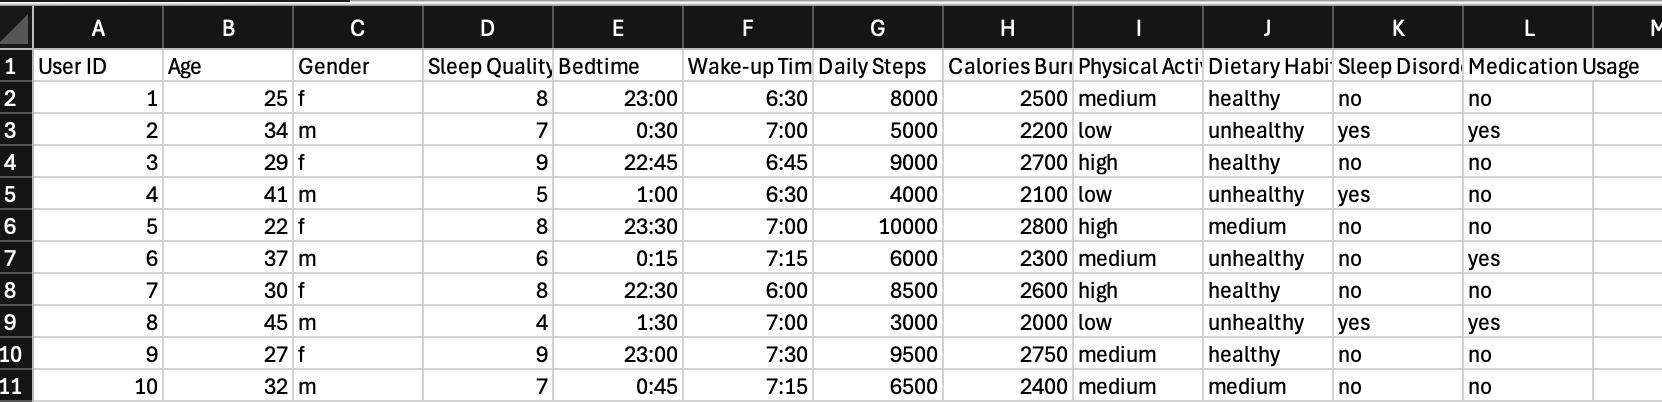 A B C D E F G H I J K L M
1 User ID Age Gender Sleep Quality Bedtime Wake-up Tim Daily Steps Calories Burr Physical Activ Dietary Habit Sleep Disord Medication Usage
2 1 25 f 8 23:00 6:30 8000 2500 medium healthy no no
3 2 34 m 7 0:30 7:00 5000 2200 low unhealthy yes yes
4 3 29 f 9 22:45 6:45 9000 2700 high healthy no no
5 4 41 m 5 1:00 6:30 4000 2100 low unhealthy yes no
6 5 22 f 8 23:30 7:00 10000 2800 high medium no no
7 6 37 m 6 0:15 7:15 6000 2300 medium unhealthy no yes
8 7 30 f 8 22:30 6:00 8500 2600 high healthy no no
9 8 45 m 4 1:30 7:00 3000 2000 low unhealthy yes yes
10 9 27 f 9 23:00 7:30 9500 2750 medium healthy no no
11 10 32 m 7 0:45 7:15 6500 2400 medium medium no no